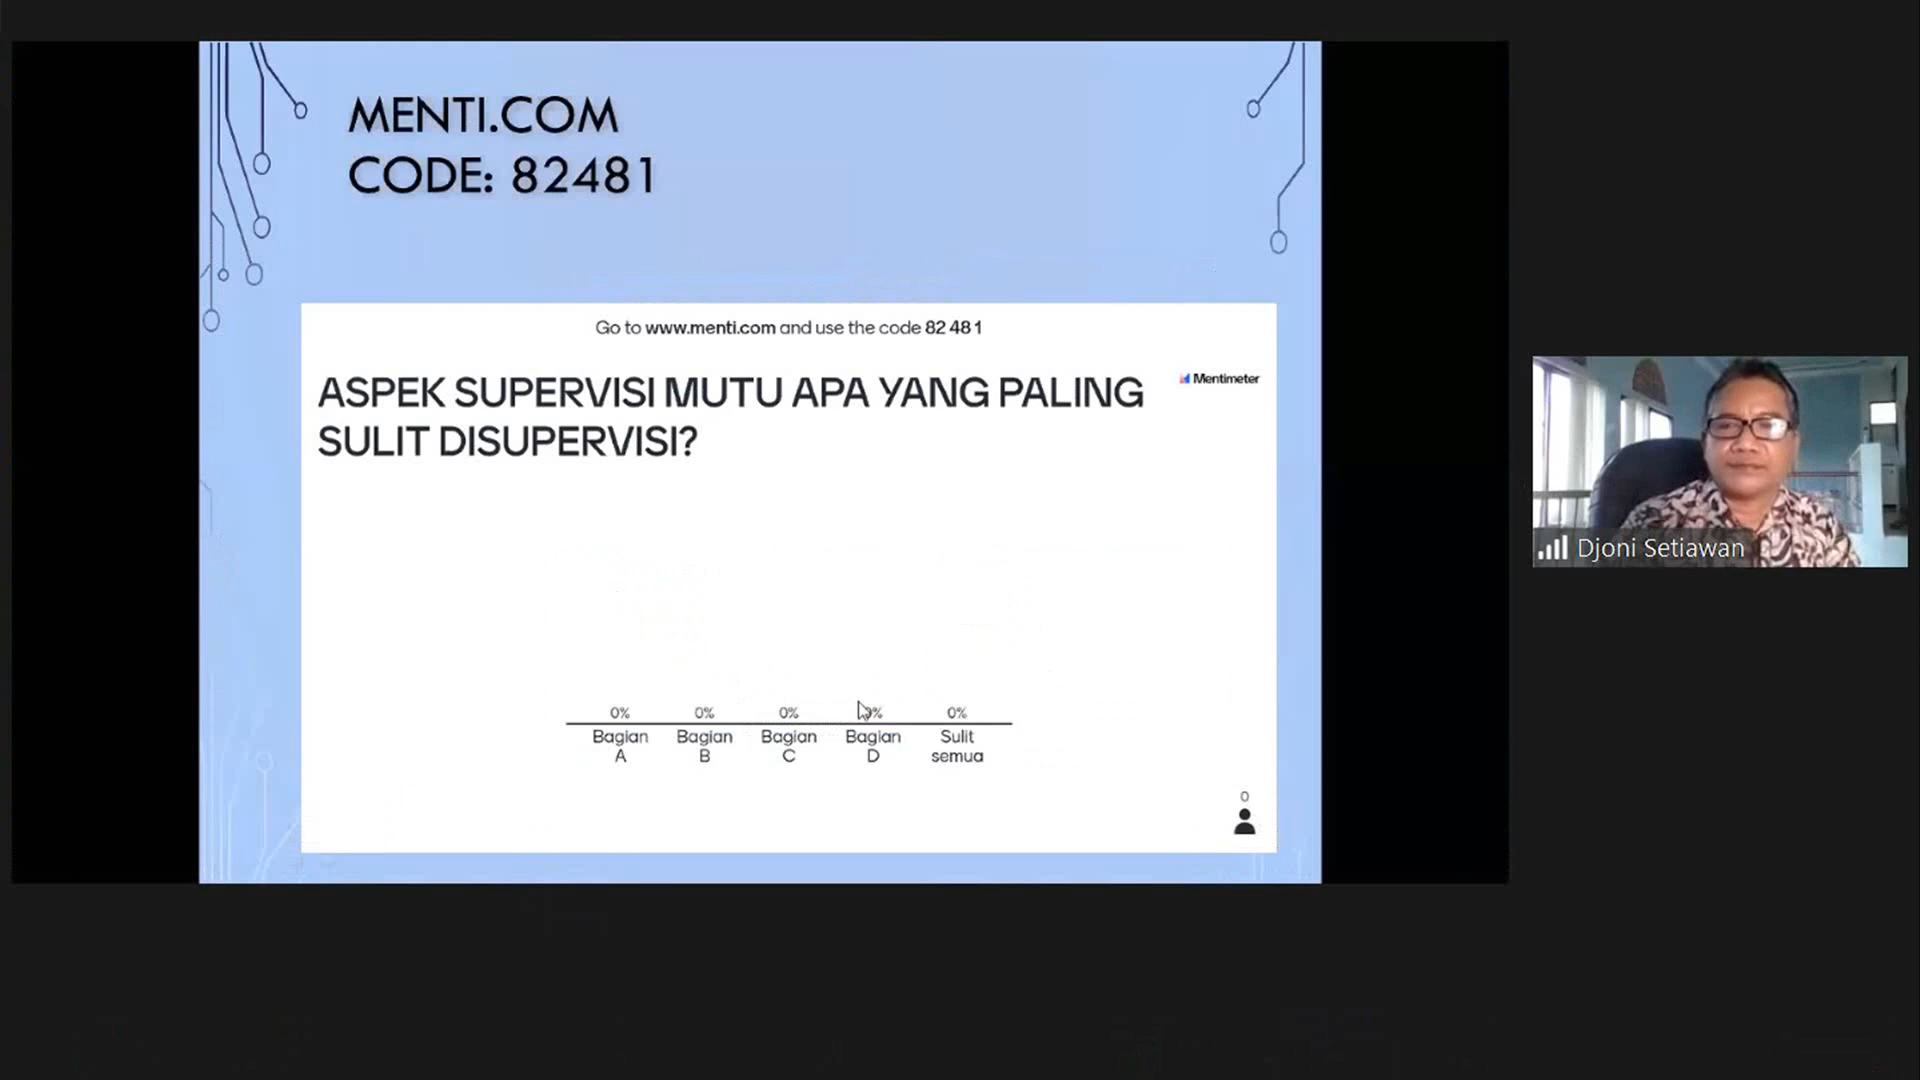 MENTI.COM
CODE: 82481
Go to www.menti.com and use the code 82 48 1
Mentimeter
ASPEK SUPERVISI MUTU APA YANG PALING
SULIT DISUPERVISI?
0% 0% 0% 0% 0%
Bagian A
Bagian B
Bagian C
Bagian D
Sulit semua
0
Djoni Setiawan